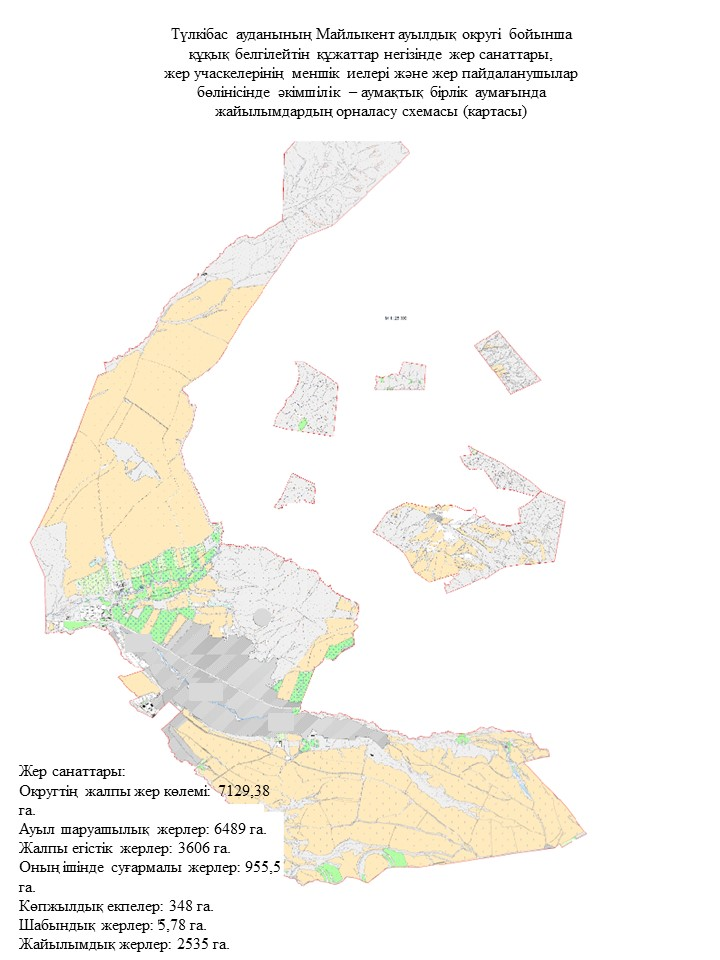 Түлкібас ауданының Майлыкент ауылдық округі бойынша
құқық белгілейтін құжаттар негізінде жер санаттары,
жер учаскелерінің меншік иелері және жер пайдаланушылар
бөлінісінде әкімшілік – аумақтық бірлік аумағында
жайылымдардың орналасу схемасы (картасы)
Жер санаттары:
Округтің жалпы жер көлемі: 7129,38
га.
Ауыл шаруашылық жерлер: 6489 га.
Жалпы егістік жерлер: 3606 га.
Оның ішінде суғармалы жерлер: 955,5
га.
Көпжылдық екпелер: 348 га.
Шабындық жерлер: 5,78 га.
Жайылымдық жерлер: 2535 га.